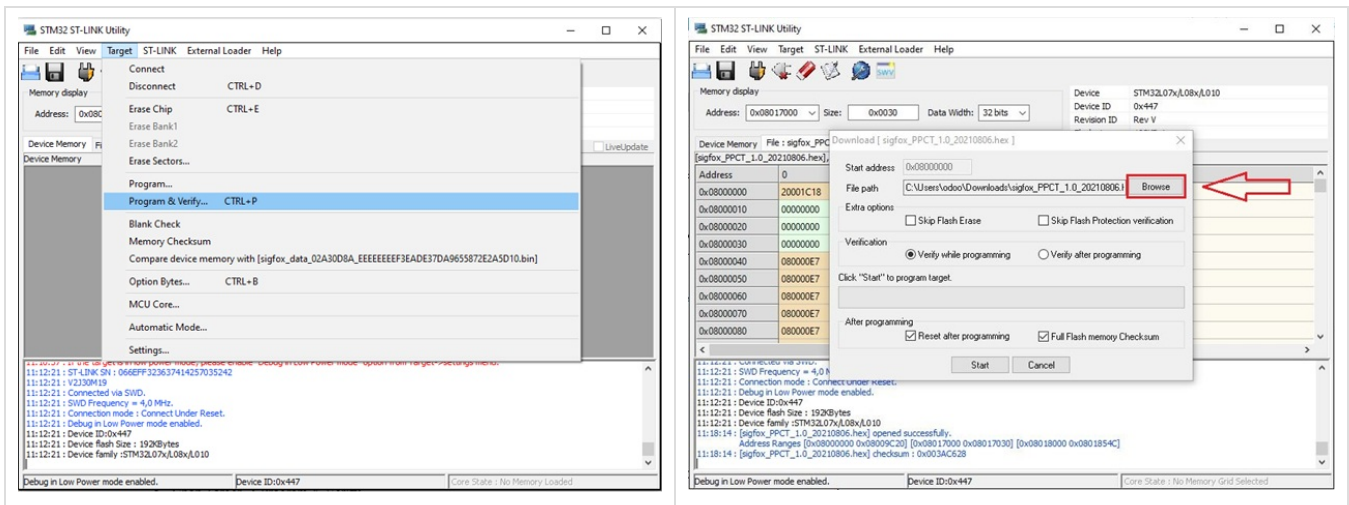 STM32 ST-LINK Utility
File Edit View Target ST-LINK External Loader Help
Memory display
Address: 0x080
Device Memory
Device Memory
LiveUpdate
Connect
Disconnect CTRL+D
Erase Chip CTRL+E
Erase Bank1
Erase Bank2
Erase Sectors...
Program...
Program & Verify... CTRL+P
Blank Check
Memory Checksum
Compare device memory with [sigfox_data_02A30D8A_EEEEEEEEF3EADE37DA9655872E2A5D10.bin]
Option Bytes... CTRL+B
MCU Core...
Automatic Mode...
Settings...
11:12:21 : ST-LINK SN : 066EFF323637414257035242
11:12:21 : V2J30M19
11:12:21 : Connected via SWD.
11:12:21 : SWD Frequency = 4,0 MHz.
11:12:21 : Connection mode : Connect Under Reset.
11:12:21 : Debug in Low Power mode enabled.
11:12:21 : Device ID:0x447
11:12:21 : Device flash Size : 192KBytes
11:12:21 : Device family :STM32L07x/L08x/L010
Debug in Low Power mode enabled. Device ID:0x447 Core State : No Memory Loaded
STM32 ST-LINK Utility
File Edit View Target ST-LINK External Loader Help
SWV
Memory display
Address: 0x08017000 Size: 0x0030 Data Width: 32 bits
Device STM32L07x/L08x/L010
Device ID 0x447
Revision ID Rev V
Device Memory File : sigfox_PPC
[sigfox_PPCT_1.0_20210806.hex],
Address 0
0x08000000 20001C18
0x08000010 00000000
0x08000020 00000000
0x08000030 00000000
0x08000040 080000E7
0x08000050 080000E7
0x08000060 080000E7
0x08000070 080000E7
0x08000080 080000E7
Download [ sigfox_PPCT_1.0_20210806.hex ]
Start address 0x08000000
File path C:\Users\odoo\Downloads\sigfox_PPCT_1.0_20210806.h Browse
Extra options
Skip Flash Erase Skip Flash Protection verification
Verification
Verify while programming Verify after programming
Click "Start" to program target.
After programming
Reset after programming Full Flash memory Checksum
Start Cancel
11:12:21 : Connected via SWD.
11:12:21 : SWD Frequency = 4,0 M
11:12:21 : Connection mode : Connect Under Reset.
11:12:21 : Debug in Low Power mode enabled.
11:12:21 : Device ID:0x447
11:12:21 : Device flash Size : 192KBytes
11:12:21 : Device family :STM32L07x/L08x/L010
11:18:14 : [sigfox_PPCT_1.0_20210806.hex] opened successfully.
Address Ranges [0x08000000 0x08009C20] [0x08017000 0x08017030] [0x08018000 0x0801854C]
11:18:14 : [sigfox_PPCT_1.0_20210806.hex] checksum : 0x003AC628
Debug in Low Power mode enabled. Device ID:0x447 Core State : No Memory Grid Selected